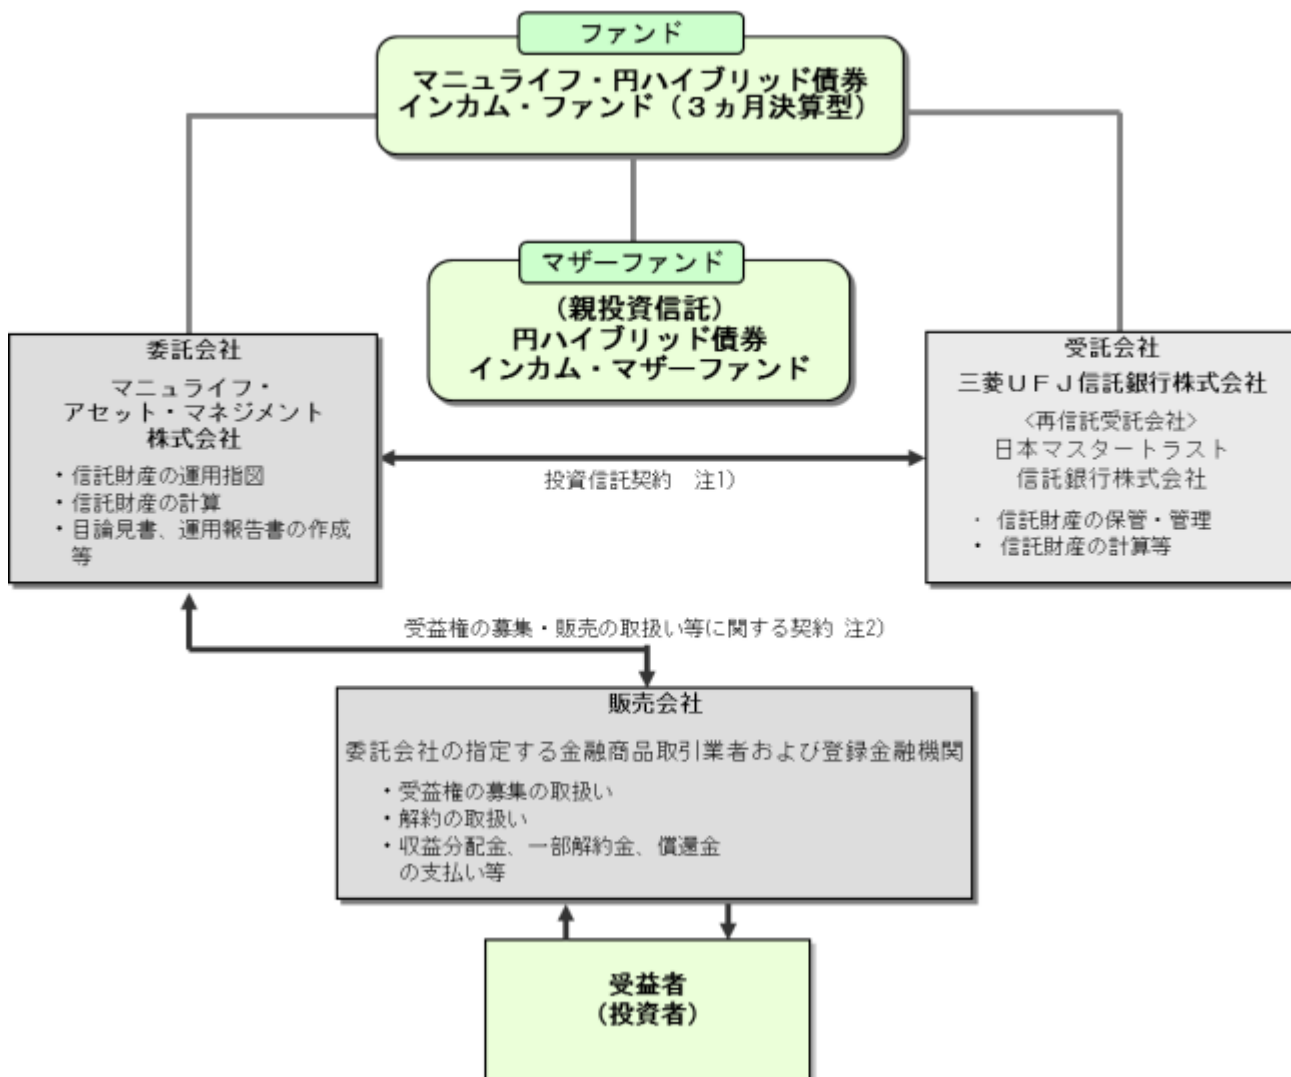 ファンド
マニュライフ・円ハイブリッド債券
インカム・ファンド（３ヵ月決算型）
マザーファンド
（親投資信託）
円ハイブリッド債券
インカム・マザーファンド
委託会社
マニュライフ・
アセット・マネジメント
株式会社
・信託財産の運用指図
・信託財産の計算
・目論見書、運用報告書の作成
等
投資信託契約　注1）
受託会社
三菱ＵＦＪ信託銀行株式会社
〈再信託受託会社〉
日本マスタートラスト
信託銀行株式会社
・ 信託財産の保管・管理
・ 信託財産の計算等
受益権の募集・販売の取扱い等に関する契約 注2）
販売会社
委託会社の指定する金融商品取引業者および登録金融機関
・受益権の募集の取扱い
・解約の取扱い
・収益分配金、一部解約金、償還金
の支払い等
受益者
（投資者）